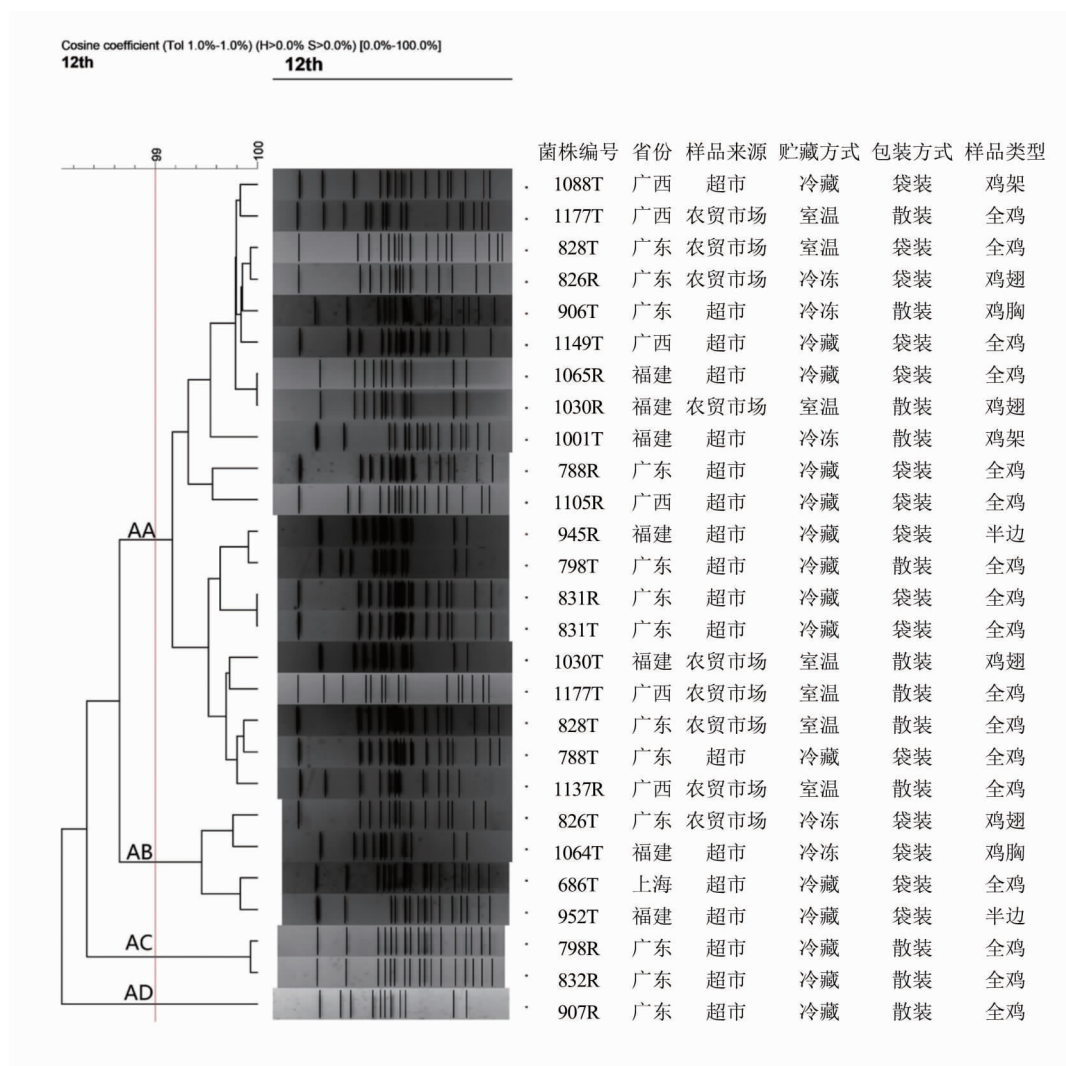 Cosine coefficient (Tol 1.0%-1.0%) (H>0.0% S>0.0%) [0.0%-100.0%]
12th 12th
99 100
菌株编号 省份 样品来源 贮藏方式 包装方式 样品类型
1088T 广西 超市 冷藏 袋装 鸡架
1177T 广西 农贸市场 室温 散装 全鸡
828T 广东 农贸市场 室温 袋装 全鸡
826R 广东 农贸市场 冷冻 袋装 鸡翅
906T 广东 超市 冷冻 散装 鸡胸
1149T 广西 超市 冷藏 袋装 全鸡
1065R 福建 超市 冷藏 袋装 全鸡
1030R 福建 农贸市场 室温 散装 鸡翅
1001T 福建 超市 冷冻 散装 鸡架
788R 广东 超市 冷藏 袋装 全鸡
1105R 广西 超市 冷藏 袋装 全鸡
AA 945R 福建 超市 冷藏 袋装 半边
798T 广东 超市 冷藏 散装 全鸡
831R 广东 超市 冷藏 袋装 全鸡
831T 广东 超市 冷藏 袋装 全鸡
1030T 福建 农贸市场 室温 散装 鸡翅
1177T 广西 农贸市场 室温 散装 全鸡
828T 广东 农贸市场 室温 散装 全鸡
788T 广东 超市 冷藏 袋装 全鸡
1137R 广西 农贸市场 室温 散装 全鸡
826T 广东 农贸市场 冷冻 袋装 鸡翅
AB 1064T 福建 超市 冷冻 袋装 鸡胸
686T 上海 超市 冷藏 袋装 全鸡
952T 福建 超市 冷藏 袋装 半边
AC 798R 广东 超市 冷藏 散装 全鸡
832R 广东 超市 冷藏 散装 全鸡
AD 907R 广东 超市 冷藏 散装 全鸡